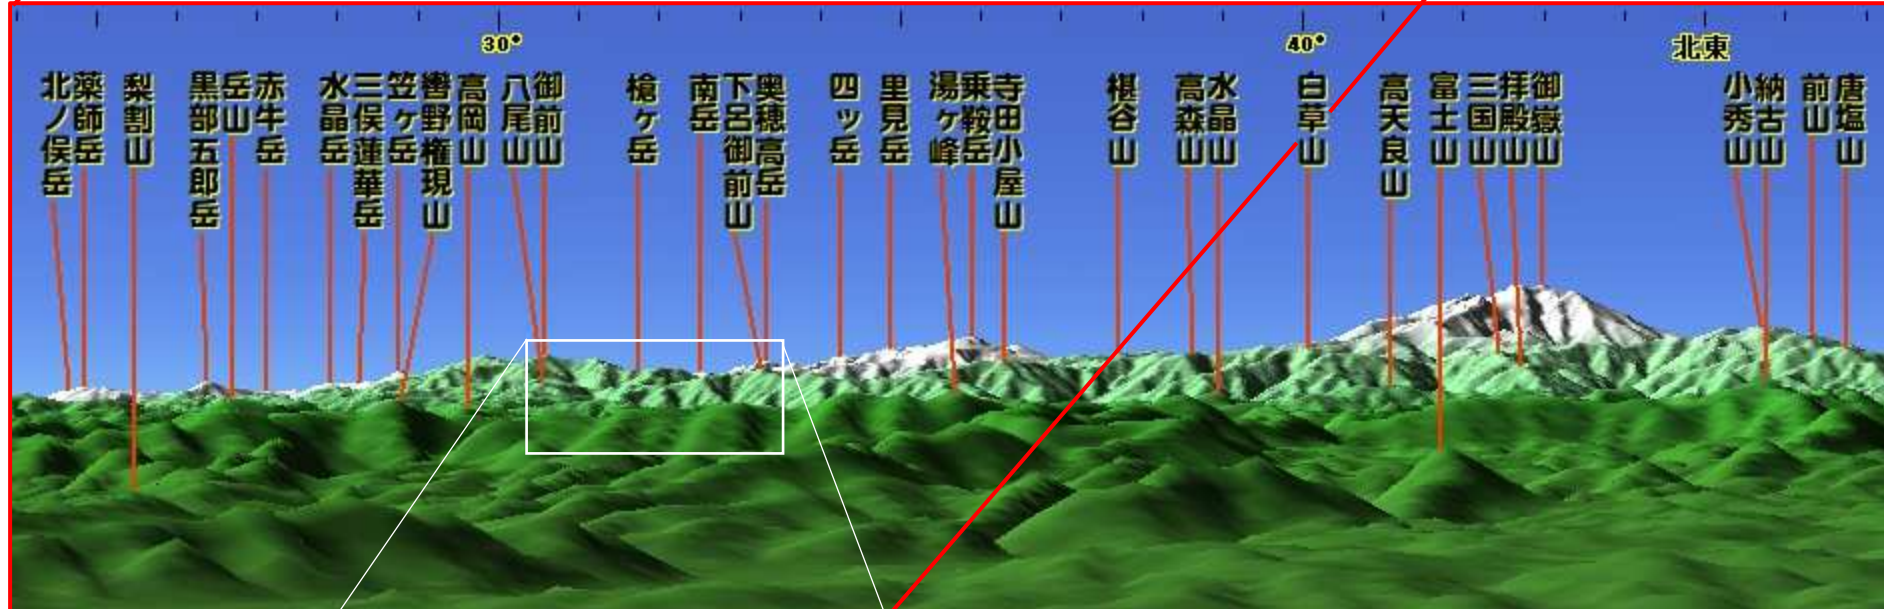 30°
40°
北東
北ノ俣岳
薬師岳
梨割山
黒部五郎岳
岳山
赤牛岳
水晶岳
三俣蓮華岳
笠ヶ岳
轡野権現山
高岡山
八尾山
御前山
槍ヶ岳
南岳
下呂御前山
奥穂高岳
四ッ岳
里見岳
湯ヶ峰
乗鞍岳
寺田小屋山
椹谷山
高森山
水晶山
白草山
高天良山
富士山
三国山
拝殿山
御嶽山
小秀山
納古山
前山
唐塩山